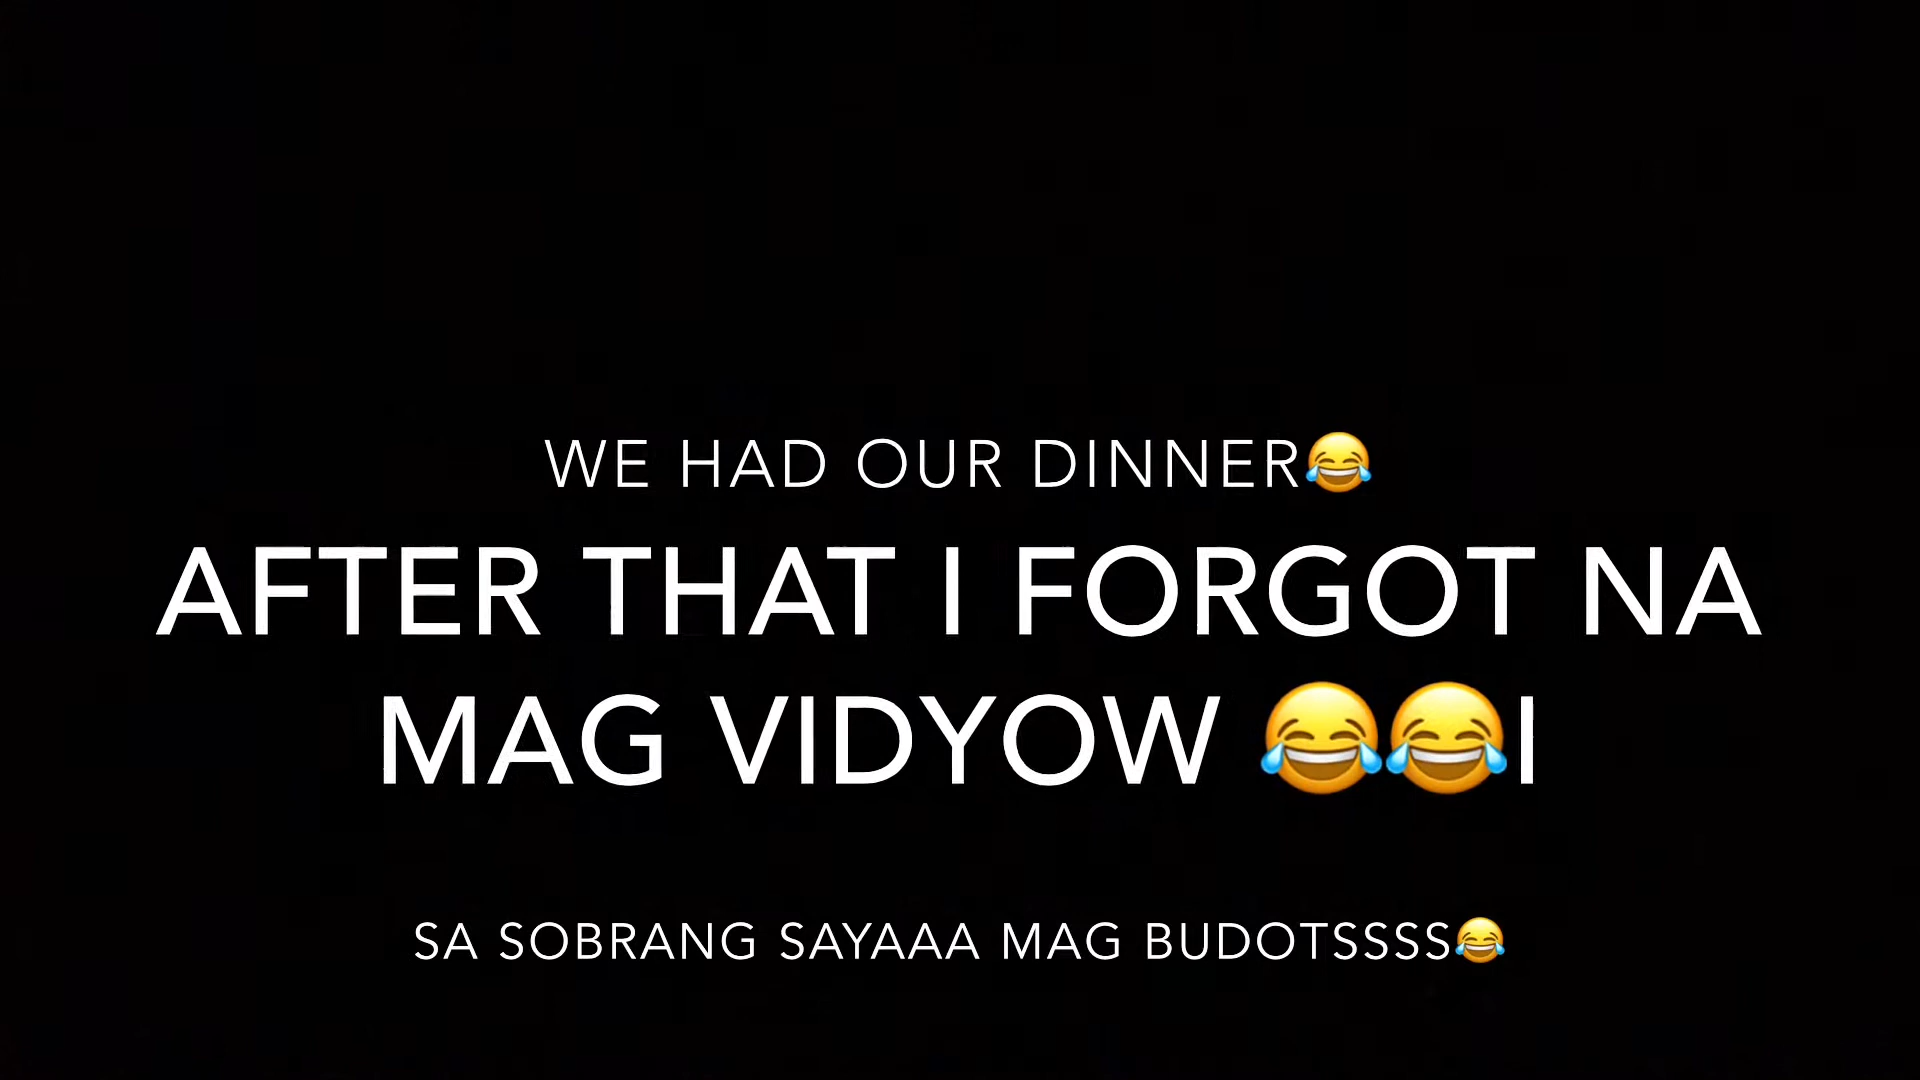 WE HAD OUR DINNER😂
AFTER THAT I FORGOT NA
MAG VIDYOW 😂😂I
SA SOBRANG SAYAAA MAG BUDOTSSSS😂